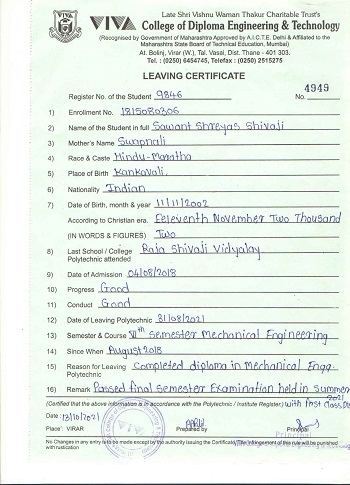 Late Shri Vishnu Waman Thakur Charitable Trust's
VIVA VIVA College of Diploma Engineering & Technology
(Recognised by Government of Maharashtra Approved by A.I.C.T.E. Delhi & Affiliated to the
Maharashtra State Board of Technical Education, Mumbai)
At. Bolinj, Virar (W.), Tal. Vasai, Dist. Thane - 401 303.
Tel. : (0250) 6454745, Telefax : (0250) 2515275
LEAVING CERTIFICATE
Register No. of the Student 9846 No. 4949
1) Enrollment No. 1815080306
2) Name of the Student in full Sawant Shreyas Shivaji
3) Mother's Name Swapnali
4) Race & Caste Hindu-Maratha
5) Place of Birth Kankavali.
6) Nationality Indian
7) Date of Birth, month & year 11/11/2002
According to Christian era. Eeleventh November Two Thousand
(IN WORDS & FIGURES) Two
8) Last School / College Raja Shivaji Vidyalay
Polytechnic attended
9) Date of Admission 04/08/2018
10) Progress Good
11) Conduct Good
12) Date of Leaving Polytechnic 31/08/2021
13) Semester & Course VIth Semester Mechanical Engineering
14) Since When August 2018
15) Reason for Leaving Completed diploma in Mechanical Engg.
Polytechnic
16) Remark Passed final semester Examination held in Summer
2021
(Certified that the above information is in accordance with the Polytechnic / Institute Register) with First Class
Date : 13/10/2021
Place : VIRAR Prepared by Principal
Principal
No Changes in any entry is to be made except by the authority issuing the Certificate. The infringement of this rule will be punished
with rustication